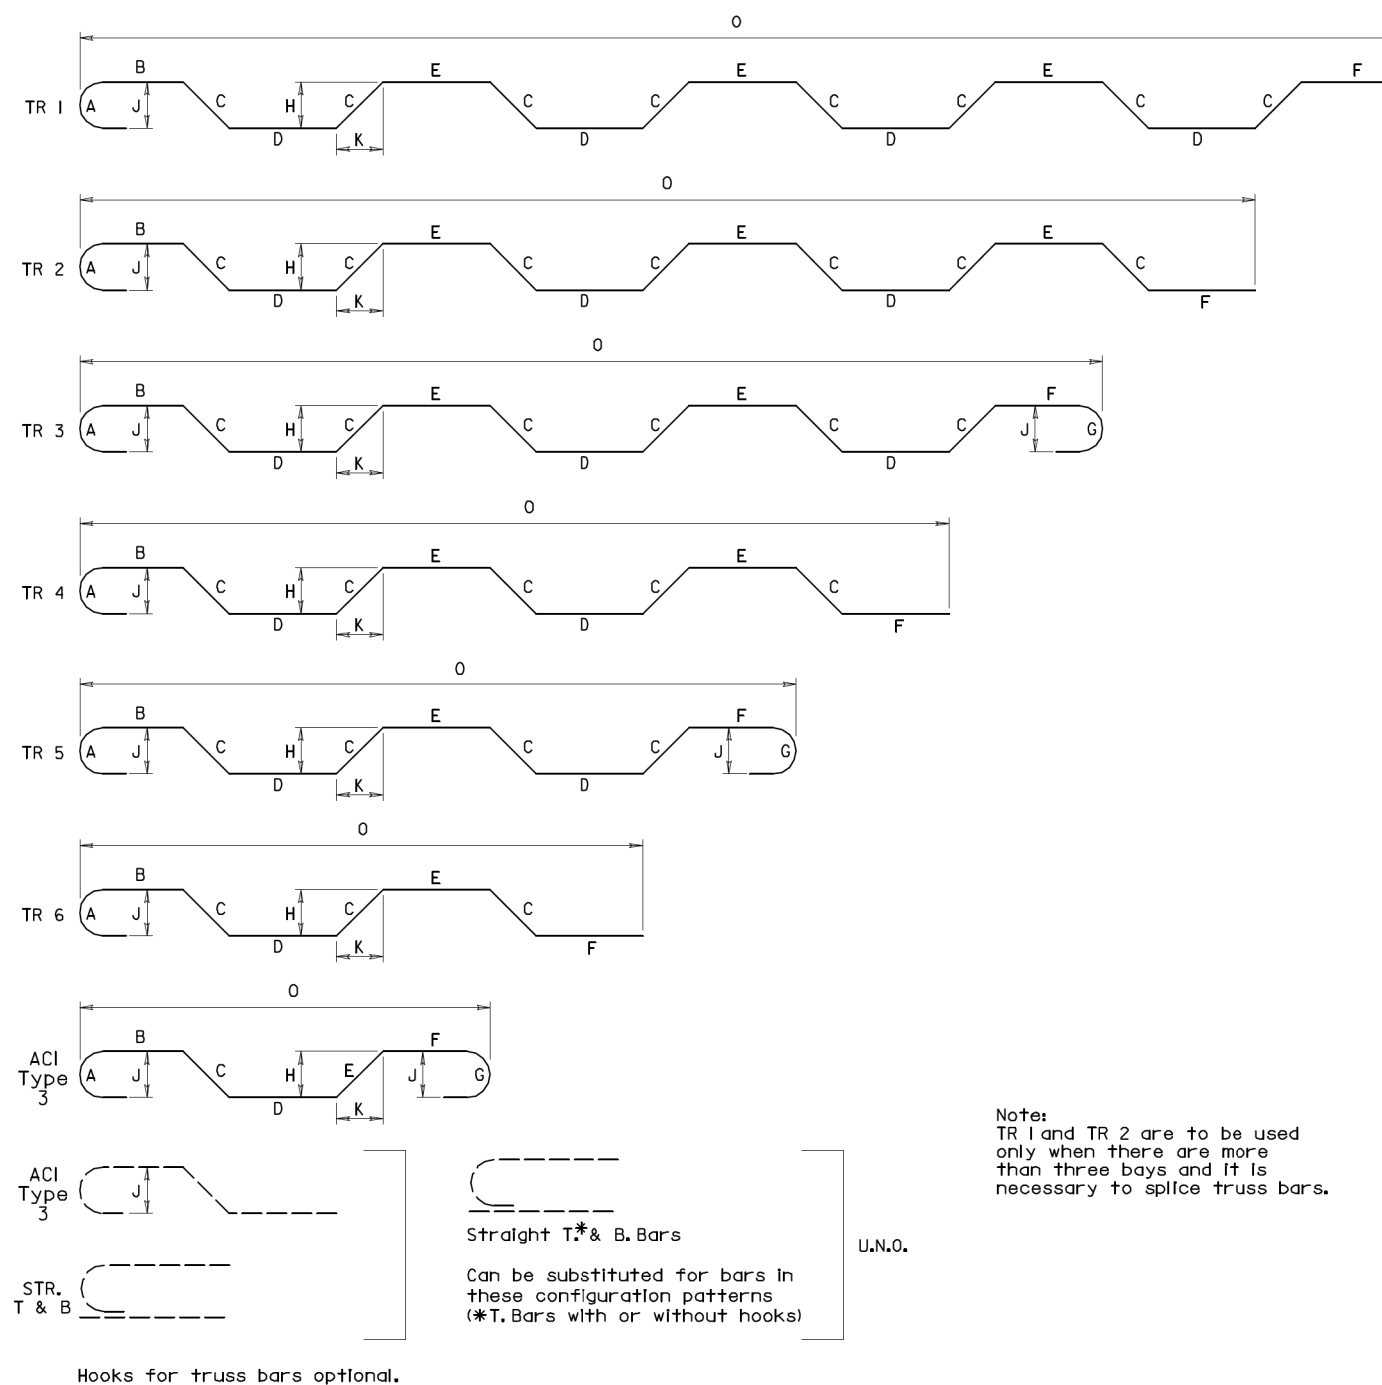 O
B E E E F
TR 1 A J C H C C C C C C C
D K D D D
O
B E E E
TR 2 A J C H C C C C C C
D K D D F
O
B E E F
TR 3 A J C H C C C C C J G
D K D D
O
B E E
TR 4 A J C H C C C C
D K D F
O
B E F
TR 5 A J C H C C C J G
D K D
O
B E
TR 6 A J C H C C
D K F
O
B F
ACI
Type
3
A J C H E J G
D K
ACI
Type
3
J
STR.
T & B
Straight T.* & B. Bars
Can be substituted for bars in
these configuration patterns
(*T. Bars with or without hooks)
U.N.O.
Note:
TR 1 and TR 2 are to be used
only when there are more
than three bays and it is
necessary to splice truss bars.
Hooks for truss bars optional.